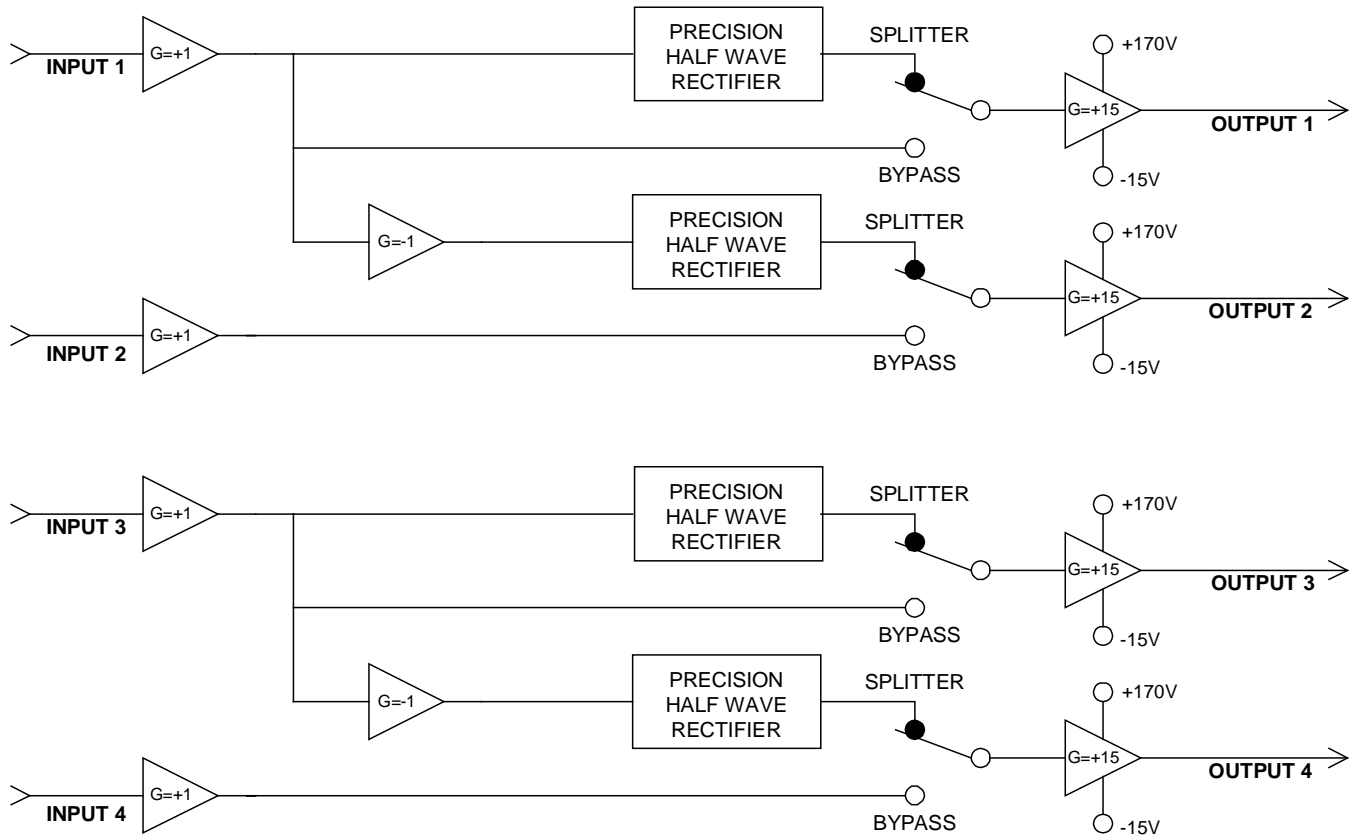 G=+1
INPUT 1
PRECISION
HALF WAVE
RECTIFIER
SPLITTER
+170V
G=+15
OUTPUT 1
BYPASS
-15V
G=-1
PRECISION
HALF WAVE
RECTIFIER
SPLITTER
+170V
G=+15
OUTPUT 2
G=+1
INPUT 2
BYPASS
-15V
G=+1
INPUT 3
PRECISION
HALF WAVE
RECTIFIER
SPLITTER
+170V
G=+15
OUTPUT 3
BYPASS
-15V
G=-1
PRECISION
HALF WAVE
RECTIFIER
SPLITTER
+170V
G=+15
OUTPUT 4
G=+1
INPUT 4
BYPASS
-15V